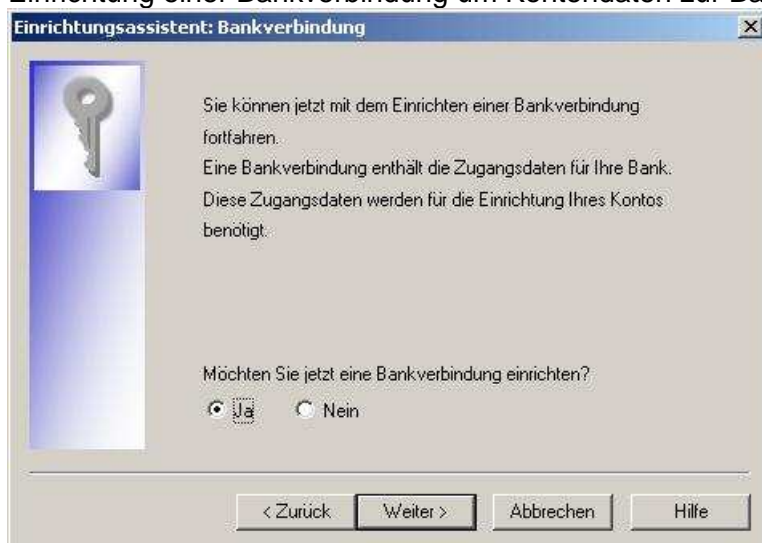 Einrichtung einer Bankverbindung um Kontendaten zur Ba
Einrichtungsassistent: Bankverbindung
Sie können jetzt mit dem Einrichten einer Bankverbindung
fortfahren.
Eine Bankverbindung enthält die Zugangsdaten für Ihre Bank.
Diese Zugangsdaten werden für die Einrichtung Ihres Kontos
benötigt.
Möchten Sie jetzt eine Bankverbindung einrichten?
Ja Nein
< Zurück Weiter > Abbrechen Hilfe